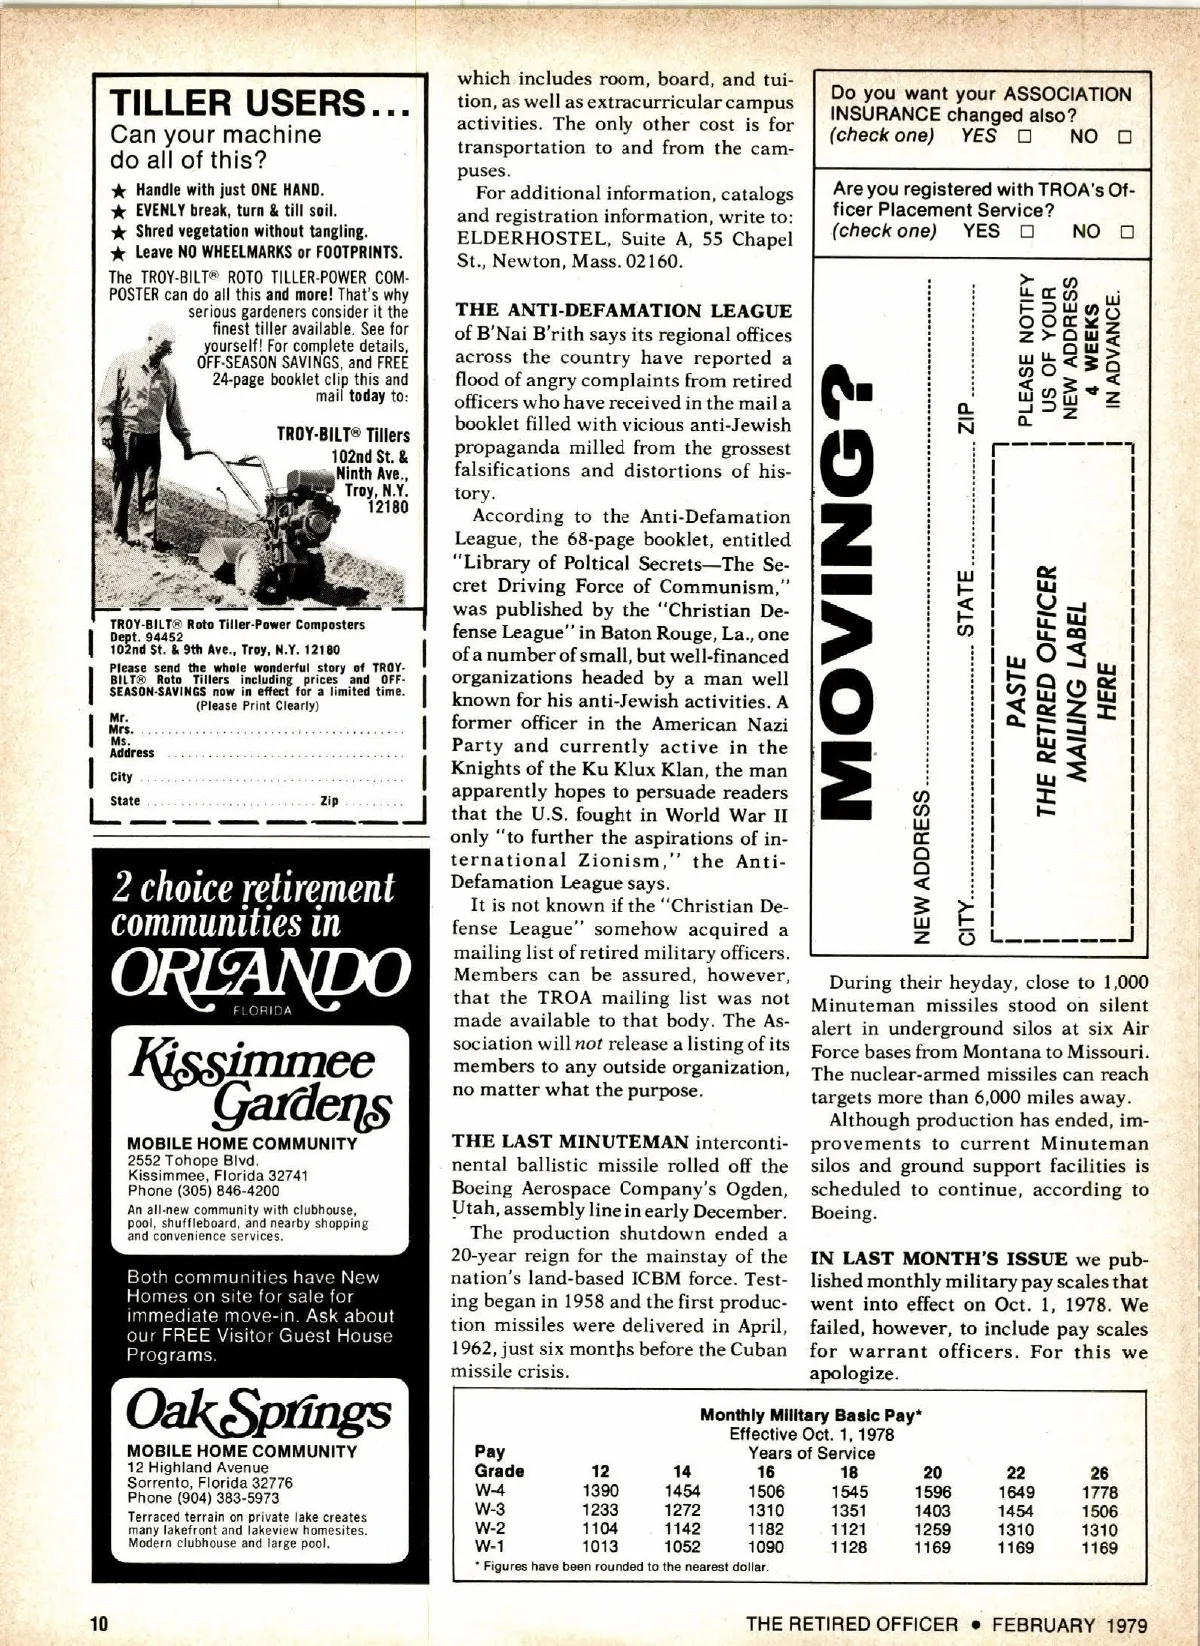 TILLER USERS...
Can your machine
do all of this?
★ Handle with just ONE HAND.
★ EVENLY break, turn & till soil.
★ Shred vegetation without tangling.
★ Leave NO WHEELMARKS or FOOTPRINTS.
The TROY-BILT® ROTO TILLER-POWER COM-
POSTER can do all this and more! That's why
serious gardeners consider it the
finest tiller available. See for
yourself! For complete details,
OFF-SEASON SAVINGS, and FREE
24-page booklet clip this and
mail today to:
TROY-BILT® Tillers
102nd St. &
Ninth Ave.,
Troy, N.Y.
12180
TROY-BILT® Roto Tiller-Power Composters
Dept. 94452
102nd St. & 9th Ave., Troy, N.Y. 12180
Please send the whole wonderful story of TROY-
BILT® Roto Tillers including prices and OFF-
SEASON-SAVINGS now in effect for a limited time.
(Please Print Clearly)
Mr.
Mrs.
Ms.
Address
City
State Zip
2 choice retirement
communities in
ORLANDO
FLORIDA
Kissimmee
Gardens
MOBILE HOME COMMUNITY
2552 Tohope Blvd.
Kissimmee, Florida 32741
Phone (305) 846-4200
An all-new community with clubhouse,
pool, shuffleboard, and nearby shopping
and convenience services.
Both communities have New
Homes on site for sale for
immediate move-in. Ask about
our FREE Visitor Guest House
Programs.
Oak Springs
MOBILE HOME COMMUNITY
12 Highland Avenue
Sorrento, Florida 32776
Phone (904) 383-5973
Terraced terrain on private lake creates
many lakefront and lakeview homesites.
Modern clubhouse and large pool.
which includes room, board, and tui-
tion, as well as extracurricular campus
activities. The only other cost is for
transportation to and from the cam-
puses.
For additional information, catalogs
and registration information, write to:
ELDERHOSTEL, Suite A, 55 Chapel
St., Newton, Mass. 02160.
THE ANTI-DEFAMATION LEAGUE
of B'Nai B'rith says its regional offices
across the country have reported a
flood of angry complaints from retired
officers who have received in the mail a
booklet filled with vicious anti-Jewish
propaganda milled from the grossest
falsifications and distortions of his-
tory.
According to the Anti-Defamation
League, the 68-page booklet, entitled
"Library of Poltical Secrets—The Se-
cret Driving Force of Communism,"
was published by the "Christian De-
fense League" in Baton Rouge, La., one
of a number of small, but well-financed
organizations headed by a man well
known for his anti-Jewish activities. A
former officer in the American Nazi
Party and currently active in the
Knights of the Ku Klux Klan, the man
apparently hopes to persuade readers
that the U.S. fought in World War II
only "to further the aspirations of in-
ternational Zionism," the Anti-
Defamation League says.
It is not known if the "Christian De-
fense League" somehow acquired a
mailing list of retired military officers.
Members can be assured, however,
that the TROA mailing list was not
made available to that body. The As-
sociation will not release a listing of its
members to any outside organization,
no matter what the purpose.
THE LAST MINUTEMAN interconti-
nental ballistic missile rolled off the
Boeing Aerospace Company's Ogden,
Utah, assembly line in early December.
The production shutdown ended a
20-year reign for the mainstay of the
nation's land-based ICBM force. Test-
ing began in 1958 and the first produc-
tion missiles were delivered in April,
1962, just six months before the Cuban
missile crisis.
Do you want your ASSOCIATION
INSURANCE changed also?
(check one) YES □ NO □
Are you registered with TROA's Of-
ficer Placement Service?
(check one) YES □ NO □
MOVING?
PLEASE NOTIFY
US OF YOUR
NEW ADDRESS
4 WEEKS
IN ADVANCE.
NEW ADDRESS
CITY STATE ZIP
PASTE
THE RETIRED OFFICER
MAILING LABEL
HERE
During their heyday, close to 1,000
Minuteman missiles stood on silent
alert in underground silos at six Air
Force bases from Montana to Missouri.
The nuclear-armed missiles can reach
targets more than 6,000 miles away.
Although production has ended, im-
provements to current Minuteman
silos and ground support facilities is
scheduled to continue, according to
Boeing.
IN LAST MONTH'S ISSUE we pub-
lished monthly military pay scales that
went into effect on Oct. 1, 1978. We
failed, however, to include pay scales
for warrant officers. For this we
apologize.
Monthly Military Basic Pay*
Effective Oct. 1, 1978
Pay Years of Service
Grade 12 14 16 18 20 22 26
W-4 1390 1454 1506 1545 1596 1649 1778
W-3 1233 1272 1310 1351 1403 1454 1506
W-2 1104 1142 1182 1121 1259 1310 1310
W-1 1013 1052 1090 1128 1169 1169 1169
* Figures have been rounded to the nearest dollar.
10
THE RETIRED OFFICER • FEBRUARY 1979